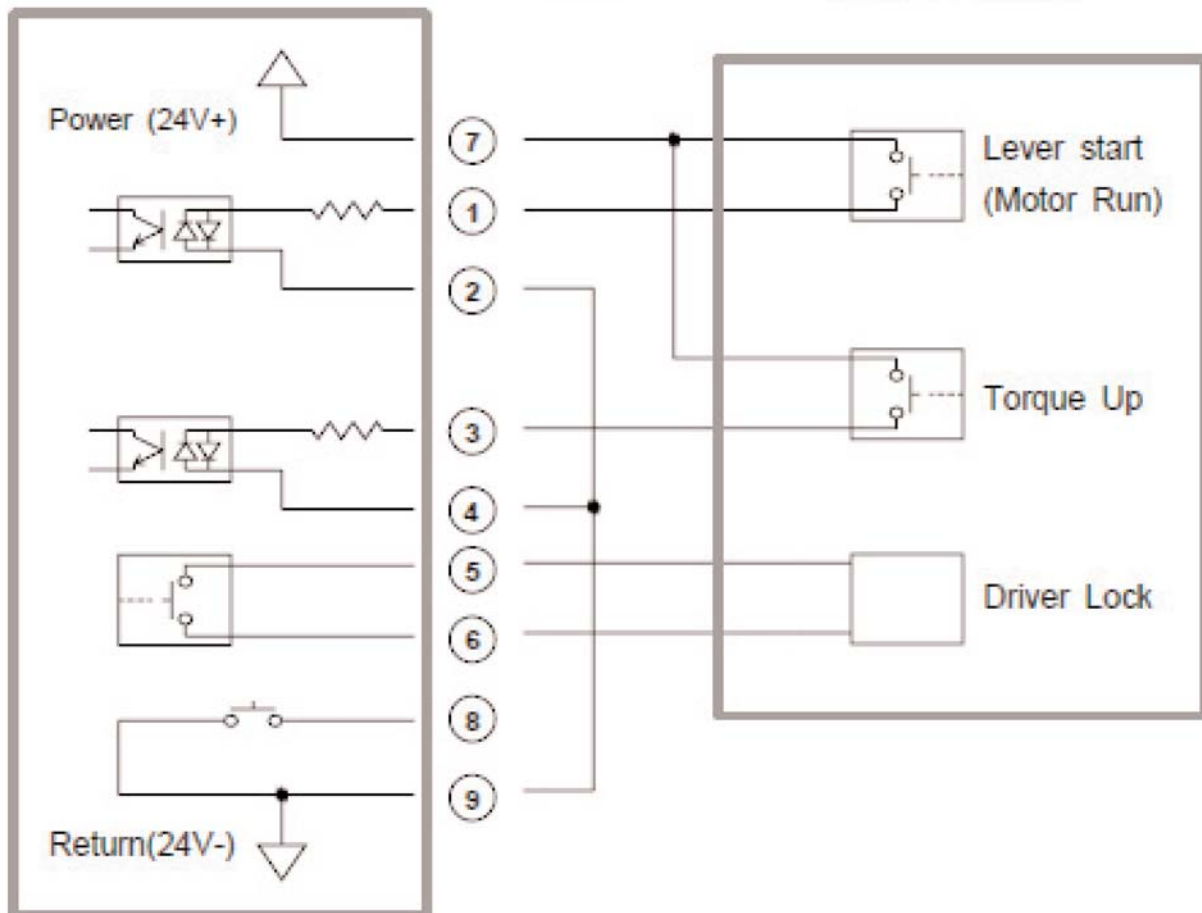 Power (24V+)
7
1
2
3
4
5
6
8
9
Return(24V-)
Lever start
(Motor Run)
Torque Up
Driver Lock